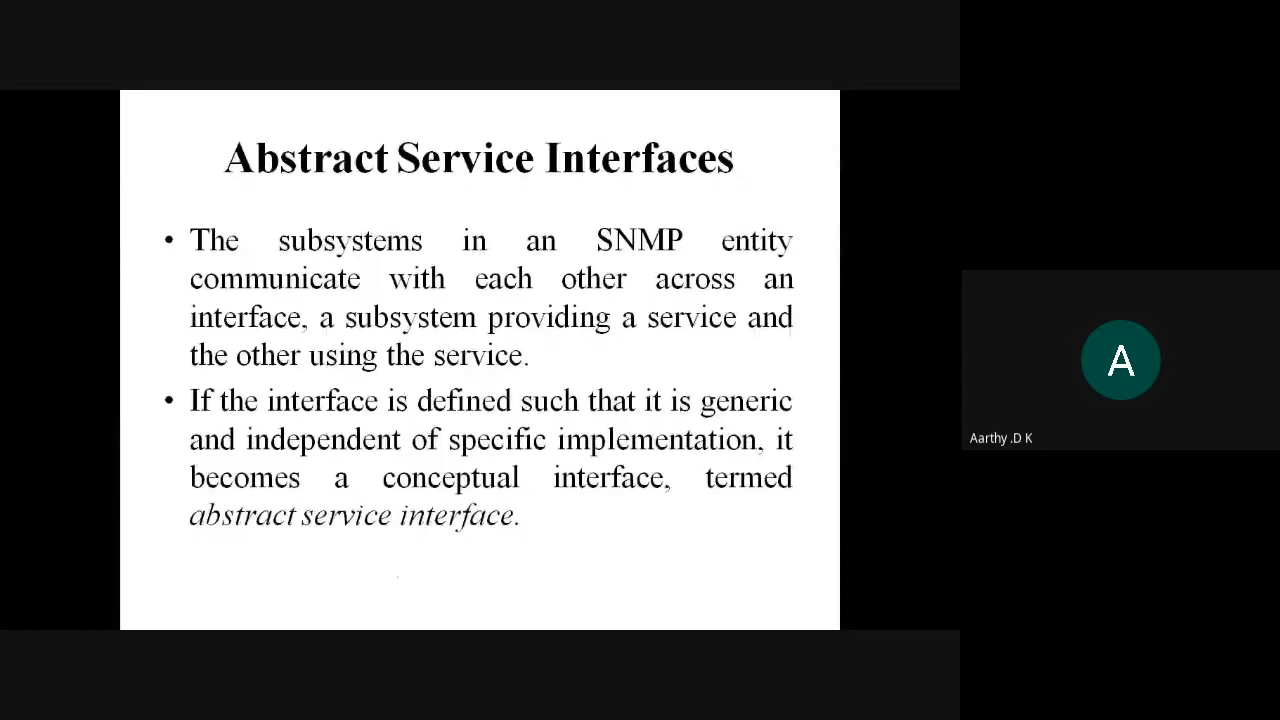 Abstract Service Interfaces
• The subsystems in an SNMP entity
communicate with each other across an
interface, a subsystem providing a service and
the other using the service.
• If the interface is defined such that it is generic
and independent of specific implementation, it
becomes a conceptual interface, termed
abstract service interface.
A
Aarthy .D K